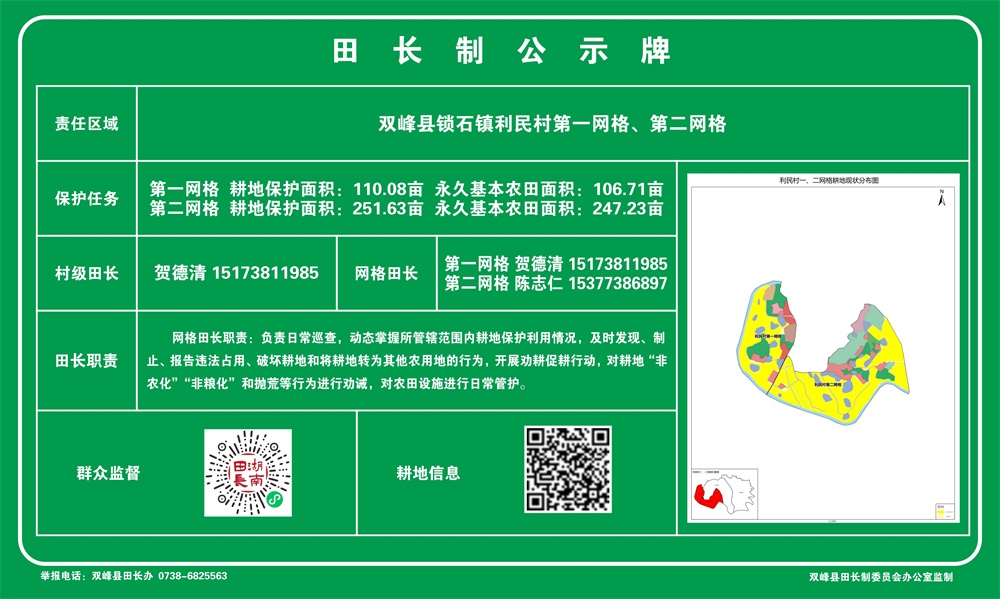 田长制公示牌
责任区域
双峰县锁石镇利民村第一网格、第二网格
保护任务
第一网格 耕地保护面积：110.08亩 永久基本农田面积：106.71亩
第二网格 耕地保护面积：251.63亩 永久基本农田面积：247.23亩
村级田长
贺德清 15173811985
网格田长
第一网格 贺德清 15173811985
第二网格 陈志仁 15377386897
田长职责
网格田长职责：负责日常巡查，动态掌握所管辖范围内耕地保护利用情况，及时发现、制
止、报告违法占用、破坏耕地和将耕地转为其他农用地的行为，开展劝耕促耕行动，对耕地“非
农化”“非粮化”和抛荒等行为进行劝诫，对农田设施进行日常管护。
利民村一、二网格耕地现状分布图
N
利民村第一网格
利民村第二网格
群众监督
田长
湖南
耕地信息
举报电话：双峰县田长办 0738-6825563
双峰县田长制委员会办公室监制